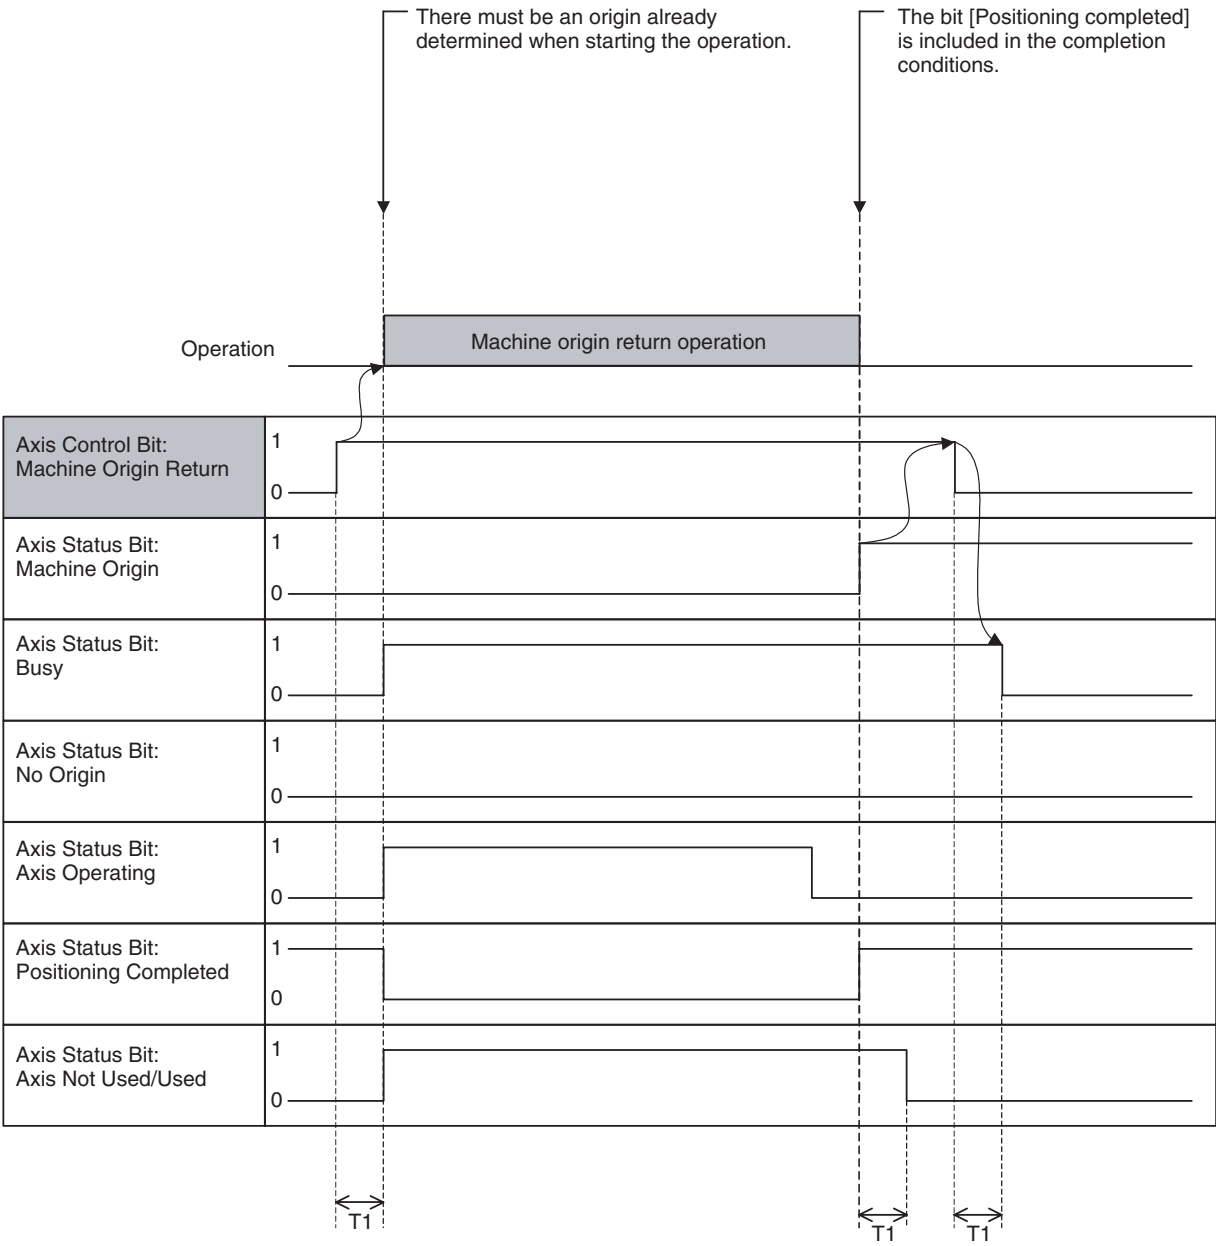 There must be an origin already
determined when starting the operation.
The bit [Positioning completed]
is included in the completion
conditions.
Operation
Machine origin return operation
Axis Control Bit:
Machine Origin Return
1
0
Axis Status Bit:
Machine Origin
1
0
Axis Status Bit:
Busy
1
0
Axis Status Bit:
No Origin
1
0
Axis Status Bit:
Axis Operating
1
0
Axis Status Bit:
Positioning Completed
1
0
Axis Status Bit:
Axis Not Used/Used
1
0
T1
T1
T1